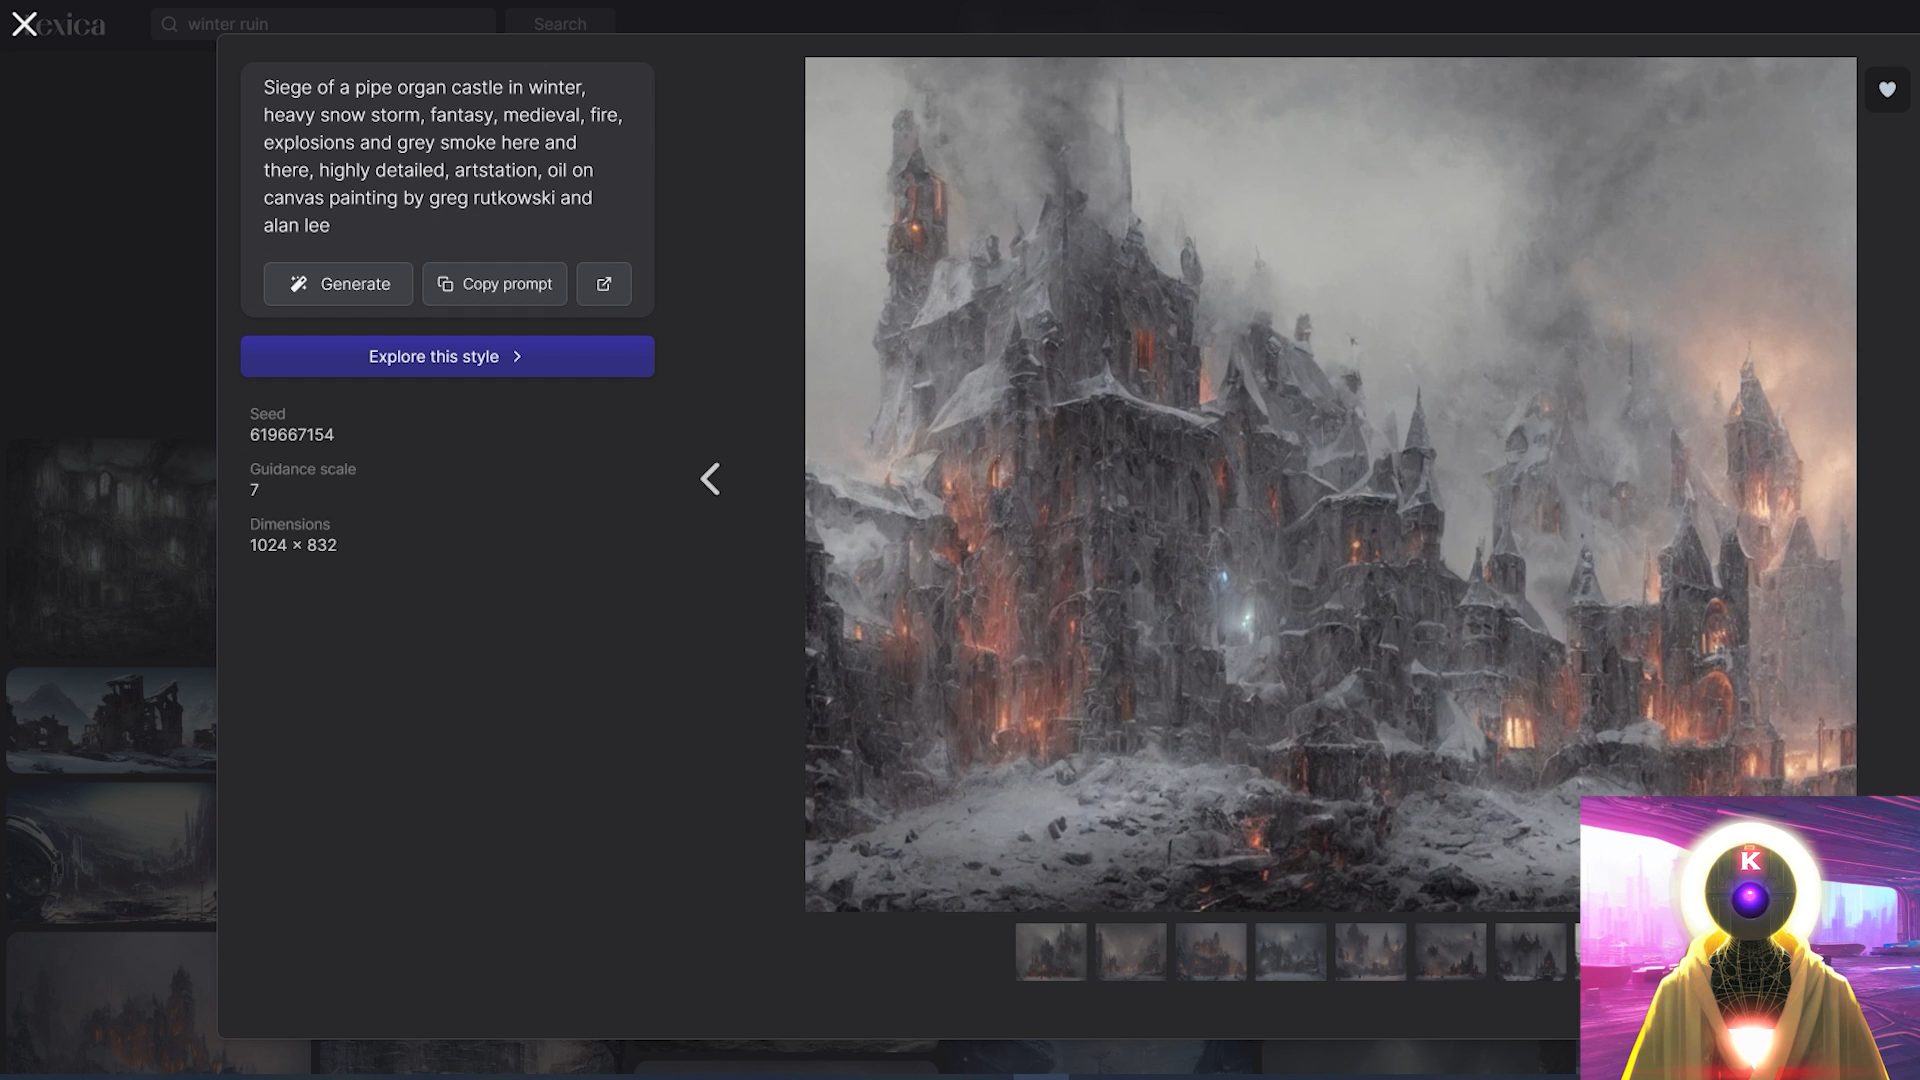 exica
winter ruin
Search
Siege of a pipe organ castle in winter,
heavy snow storm, fantasy, medieval, fire,
explosions and grey smoke here and
there, highly detailed, artstation, oil on
canvas painting by greg rutkowski and
alan lee
Generate
Copy prompt
Explore this style
Seed
619667154
Guidance scale
7
Dimensions
1024 × 832
K